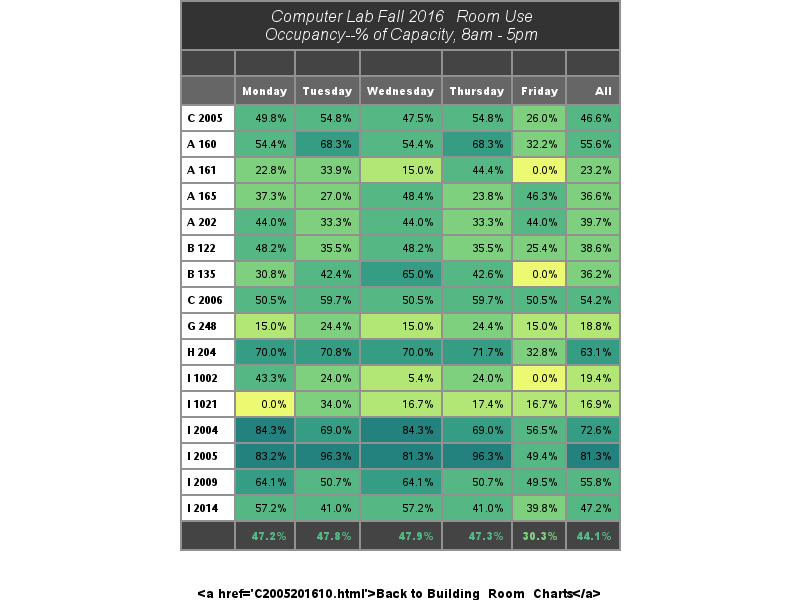 Computer Lab Fall 2016 Room Use
Occupancy--% of Capacity, 8am - 5pm
Monday Tuesday Wednesday Thursday Friday All
C 2005 49.8% 54.8% 47.5% 54.8% 26.0% 46.6%
A 160 54.4% 68.3% 54.4% 68.3% 32.2% 55.6%
A 161 22.8% 33.9% 15.0% 44.4% 0.0% 23.2%
A 165 37.3% 27.0% 48.4% 23.8% 46.3% 36.6%
A 202 44.0% 33.3% 44.0% 33.3% 44.0% 39.7%
B 122 48.2% 35.5% 48.2% 35.5% 25.4% 38.6%
B 135 30.8% 42.4% 65.0% 42.6% 0.0% 36.2%
C 2006 50.5% 59.7% 50.5% 59.7% 50.5% 54.2%
G 248 15.0% 24.4% 15.0% 24.4% 15.0% 18.8%
H 204 70.0% 70.8% 70.0% 71.7% 32.8% 63.1%
I 1002 43.3% 24.0% 5.4% 24.0% 0.0% 19.4%
I 1021 0.0% 34.0% 16.7% 17.4% 16.7% 16.9%
I 2004 84.3% 69.0% 84.3% 69.0% 56.5% 72.6%
I 2005 83.2% 96.3% 81.3% 96.3% 49.4% 81.3%
I 2009 64.1% 50.7% 64.1% 50.7% 49.5% 55.8%
I 2014 57.2% 41.0% 57.2% 41.0% 39.8% 47.2%
47.2% 47.8% 47.9% 47.3% 30.3% 44.1%
<a href='C2005201610.html'>Back to Building Room Charts</a>